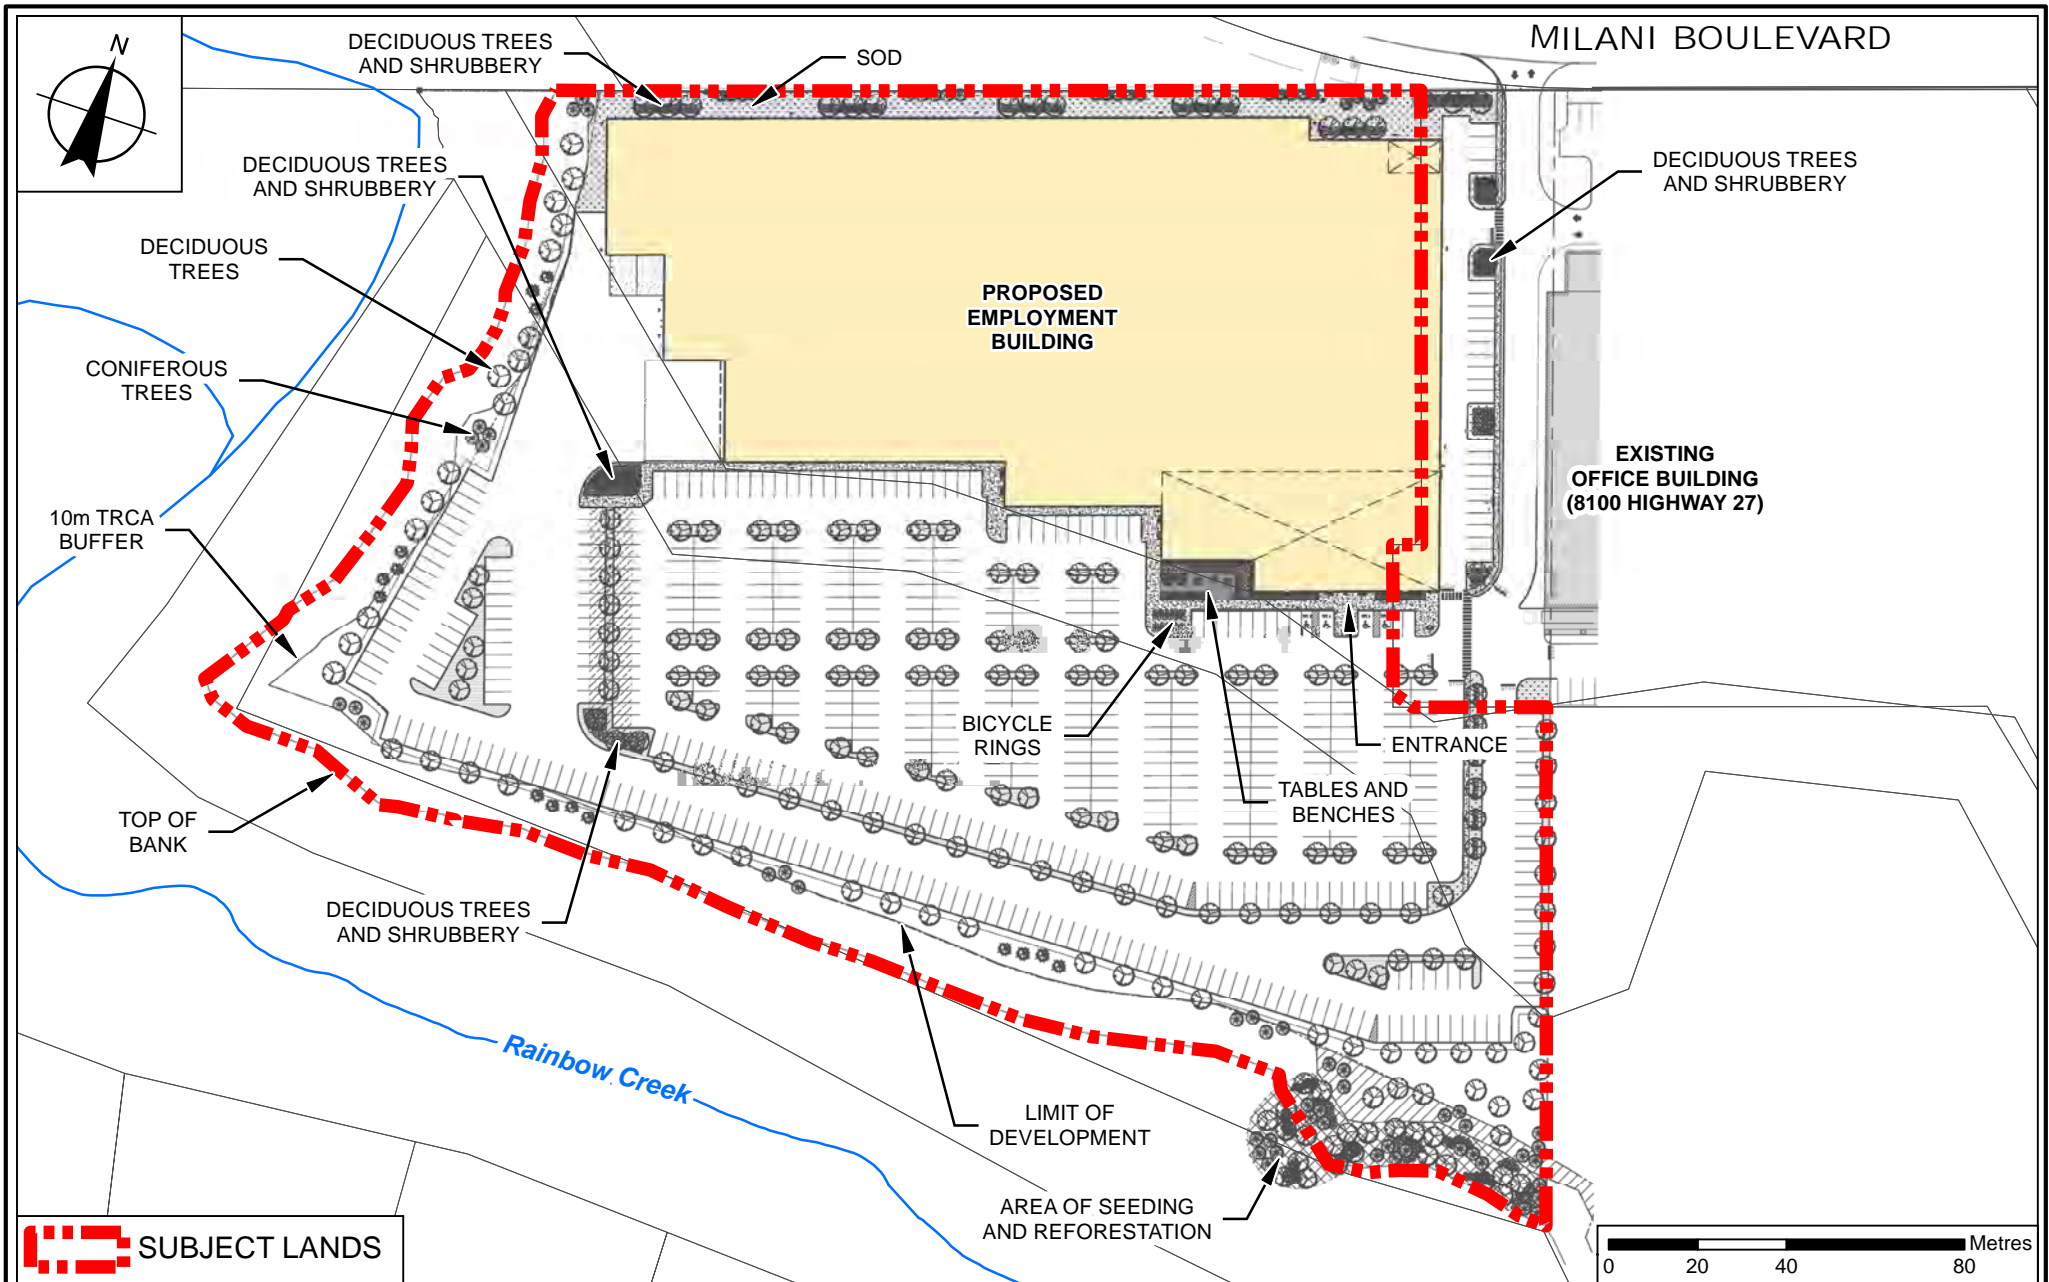 MILANI BOULEVARD
N
DECIDUOUS TREES
AND SHRUBBERY
SOD
DECIDUOUS TREES
AND SHRUBBERY
DECIDUOUS TREES
AND SHRUBBERY
DECIDUOUS
TREES
PROPOSED
EMPLOYMENT
BUILDING
CONIFEROUS
TREES
EXISTING
OFFICE BUILDING
(8100 HIGHWAY 27)
10m TRCA
BUFFER
BICYCLE
RINGS
ENTRANCE
TABLES AND
BENCHES
TOP OF
BANK
DECIDUOUS TREES
AND SHRUBBERY
Rainbow Creek
LIMIT OF
DEVELOPMENT
AREA OF SEEDING
AND REFORESTATION
SUBJECT LANDS
Metres
0 20 40 80